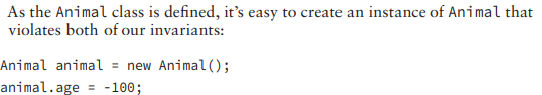 As the Animal class is defined, it’s easy to create an instance of Animal that
violates both of our invariants:
Animal animal = new Animal();
animal.age = -100;